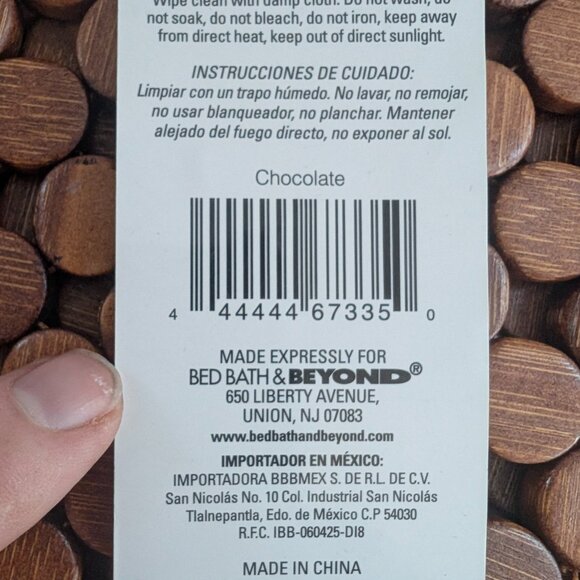 Wipe clean with damp cloth. Do not wash, do
not soak, do not bleach, do not iron, keep away
from direct heat, keep out of direct sunlight.
INSTRUCCIONES DE CUIDADO:
Limpiar con un trapo húmedo. No lavar, no remojar,
no usar blanqueador, no planchar. Mantener
alejado del fuego directo, no exponer al sol.
Chocolate
4 44444 67335 0
MADE EXPRESSLY FOR
BED BATH & BEYOND®
650 LIBERTY AVENUE,
UNION, NJ 07083
www.bedbathandbeyond.com
IMPORTADOR EN MÉXICO:
IMPORTADORA BBBMEX S. DE R.L. DE C.V.
San Nicolás No. 10 Col. Industrial San Nicolás
Tlalnepantla, Edo. de México C.P 54030
R.F.C. IBB-060425-DI8
MADE IN CHINA